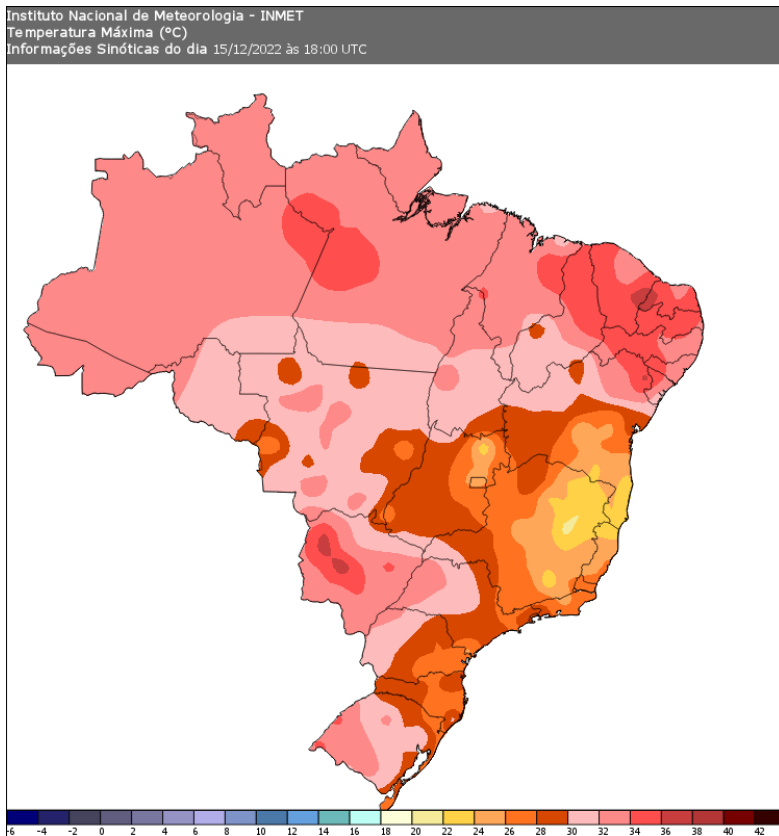 Instituto Nacional de Meteorologia - INMET
Temperatura Máxima (°C)
Informações Sinóticas do dia 15/12/2022 às 18:00 UTC
-6 -4 -2 0 2 4 6 8 10 12 14 16 18 20 22 24 26 28 30 32 34 36 38 40 42